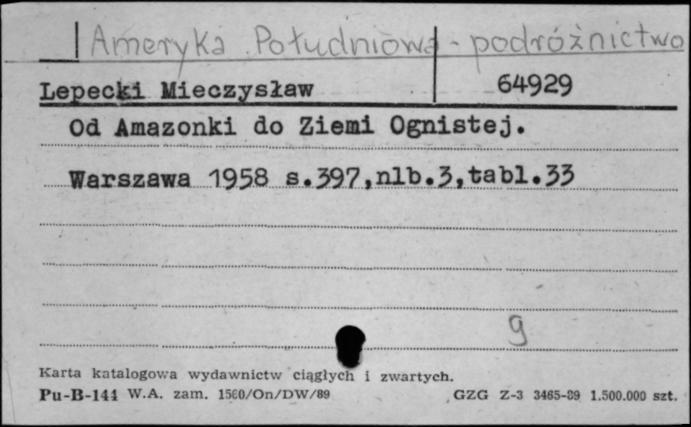 Ameryka Południowa - podróżnictwo
Lepecki Mieczysław 64929
Od Amazonki do Ziemi Ognistej.
Warszawa 1958 s.397,nlb.3,tabl.33
g
Karta katalogowa wydawnictw ciągłych i zwartych.
Pu-B-144 W.A. zam. 1560/On/DW/89 GZG Z-3 3465-89 1.500.000 szt.